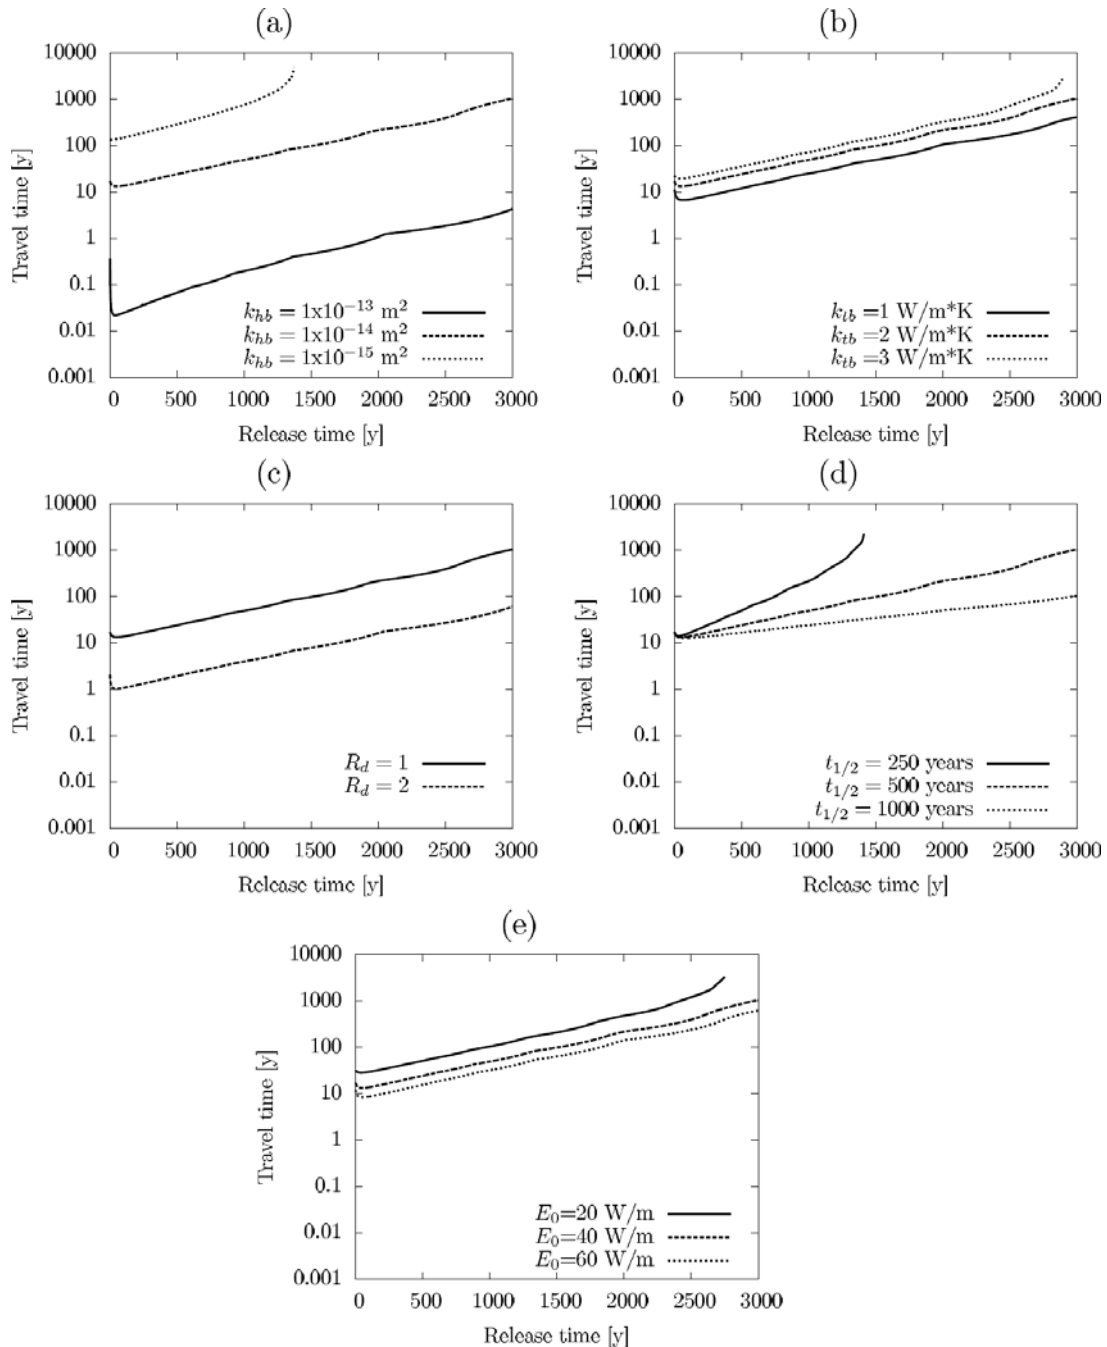 (a)
10000
1000
100
10
1
0.1
0.01
0.001
Travel time [y]
k_hb = 1x10^−13 m^2
k_hb = 1x10^−14 m^2
k_hb = 1x10^−15 m^2
0 500 1000 1500 2000 2500 3000
Release time [y]
(b)
10000
1000
100
10
1
0.1
0.01
0.001
Travel time [y]
k_tb =1 W/m*K
k_tb =2 W/m*K
k_tb =3 W/m*K
0 500 1000 1500 2000 2500 3000
Release time [y]
(c)
10000
1000
100
10
1
0.1
0.01
0.001
Travel time [y]
R_d = 1
R_d = 2
0 500 1000 1500 2000 2500 3000
Release time [y]
(d)
10000
1000
100
10
1
0.1
0.01
0.001
Travel time [y]
t_1/2 = 250 years
t_1/2 = 500 years
t_1/2 = 1000 years
0 500 1000 1500 2000 2500 3000
Release time [y]
(e)
10000
1000
100
10
1
0.1
0.01
0.001
Travel time [y]
E_0=20 W/m
E_0=40 W/m
E_0=60 W/m
0 500 1000 1500 2000 2500 3000
Release time [y]